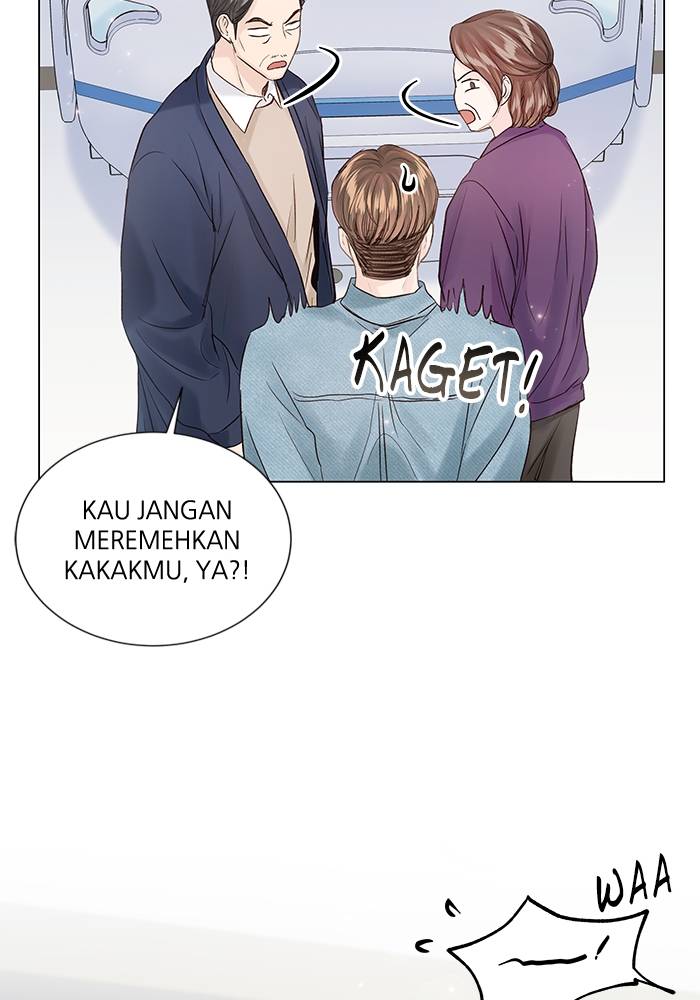 KAGET!
KAU JANGAN
MEREMEHKAN
KAKAKMU, YA?!
WAA